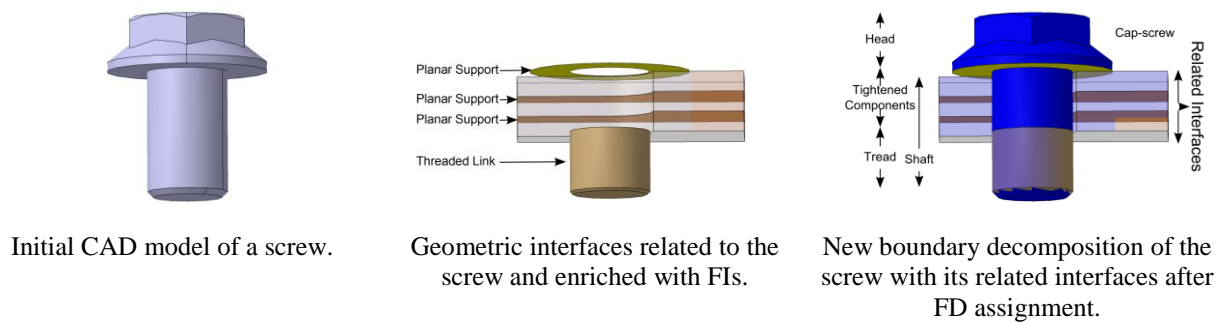 Planar Support
Planar Support
Planar Support
Threaded Link
Head
Tightened
Components
Tread
Shaft
Cap-screw
Related Interfaces
Initial CAD model of a screw.
Geometric interfaces related to the
screw and enriched with FIs.
New boundary decomposition of the
screw with its related interfaces after
FD assignment.